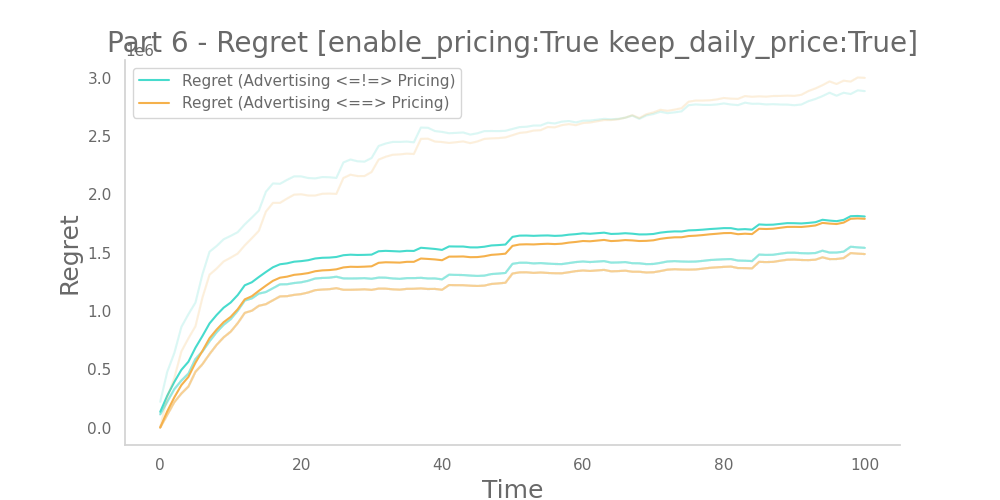 Part 6 - Regret [enable_pricing:True keep_daily_price:True]
1e6
Regret (Advertising <=!=> Pricing)
Regret (Advertising <==> Pricing)
3.0
2.5
2.0
1.5
1.0
0.5
0.0
Regret
0 20 40 60 80 100
Time